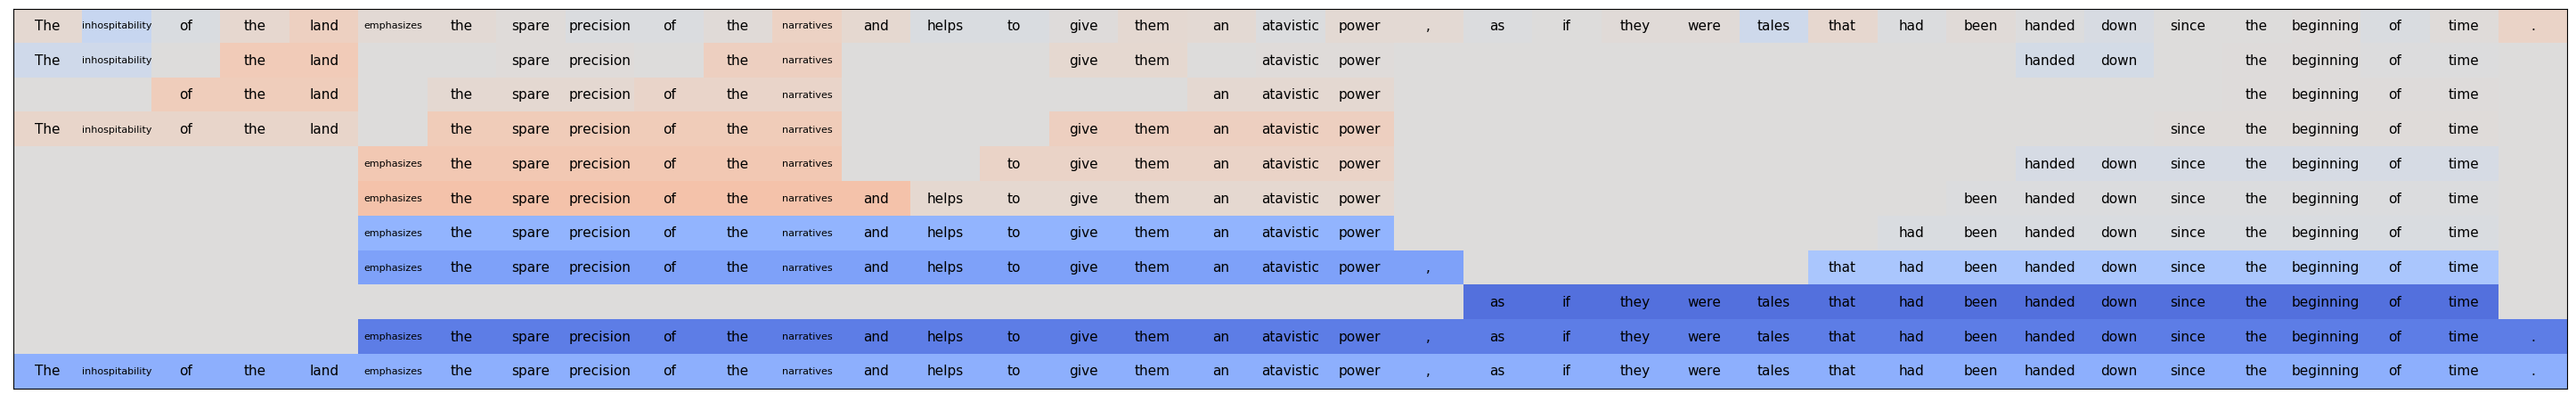 The inhospitability of the land emphasizes the spare precision of the narratives and helps to give them an atavistic power , as if they were tales that had been handed down since the beginning of time .
The inhospitability the land spare precision the narratives give them atavistic power handed down the beginning of time
of the land the spare precision of the narratives an atavistic power the beginning of time
The inhospitability of the land the spare precision of the narratives give them an atavistic power since the beginning of time
emphasizes the spare precision of the narratives to give them an atavistic power handed down since the beginning of time
emphasizes the spare precision of the narratives and helps to give them an atavistic power been handed down since the beginning of time
emphasizes the spare precision of the narratives and helps to give them an atavistic power had been handed down since the beginning of time
emphasizes the spare precision of the narratives and helps to give them an atavistic power , that had been handed down since the beginning of time
as if they were tales that had been handed down since the beginning of time
emphasizes the spare precision of the narratives and helps to give them an atavistic power , as if they were tales that had been handed down since the beginning of time .
The inhospitability of the land emphasizes the spare precision of the narratives and helps to give them an atavistic power , as if they were tales that had been handed down since the beginning of time .